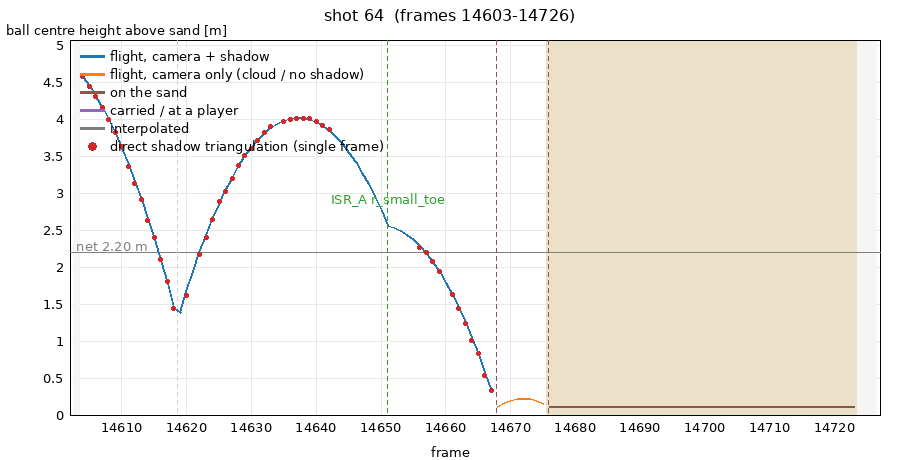 shot 64  (frames 14603-14726)
ball centre height above sand [m]
5
4.5
4
3.5
3
2.5
2
1.5
1
0.5
0
flight, camera + shadow
flight, camera only (cloud / no shadow)
on the sand
carried / at a player
interpolated
direct shadow triangulation (single frame)
ISR_A r_small_toe
net 2.20 m
14610 14620 14630 14640 14650 14660 14670 14680 14690 14700 14710 14720
frame